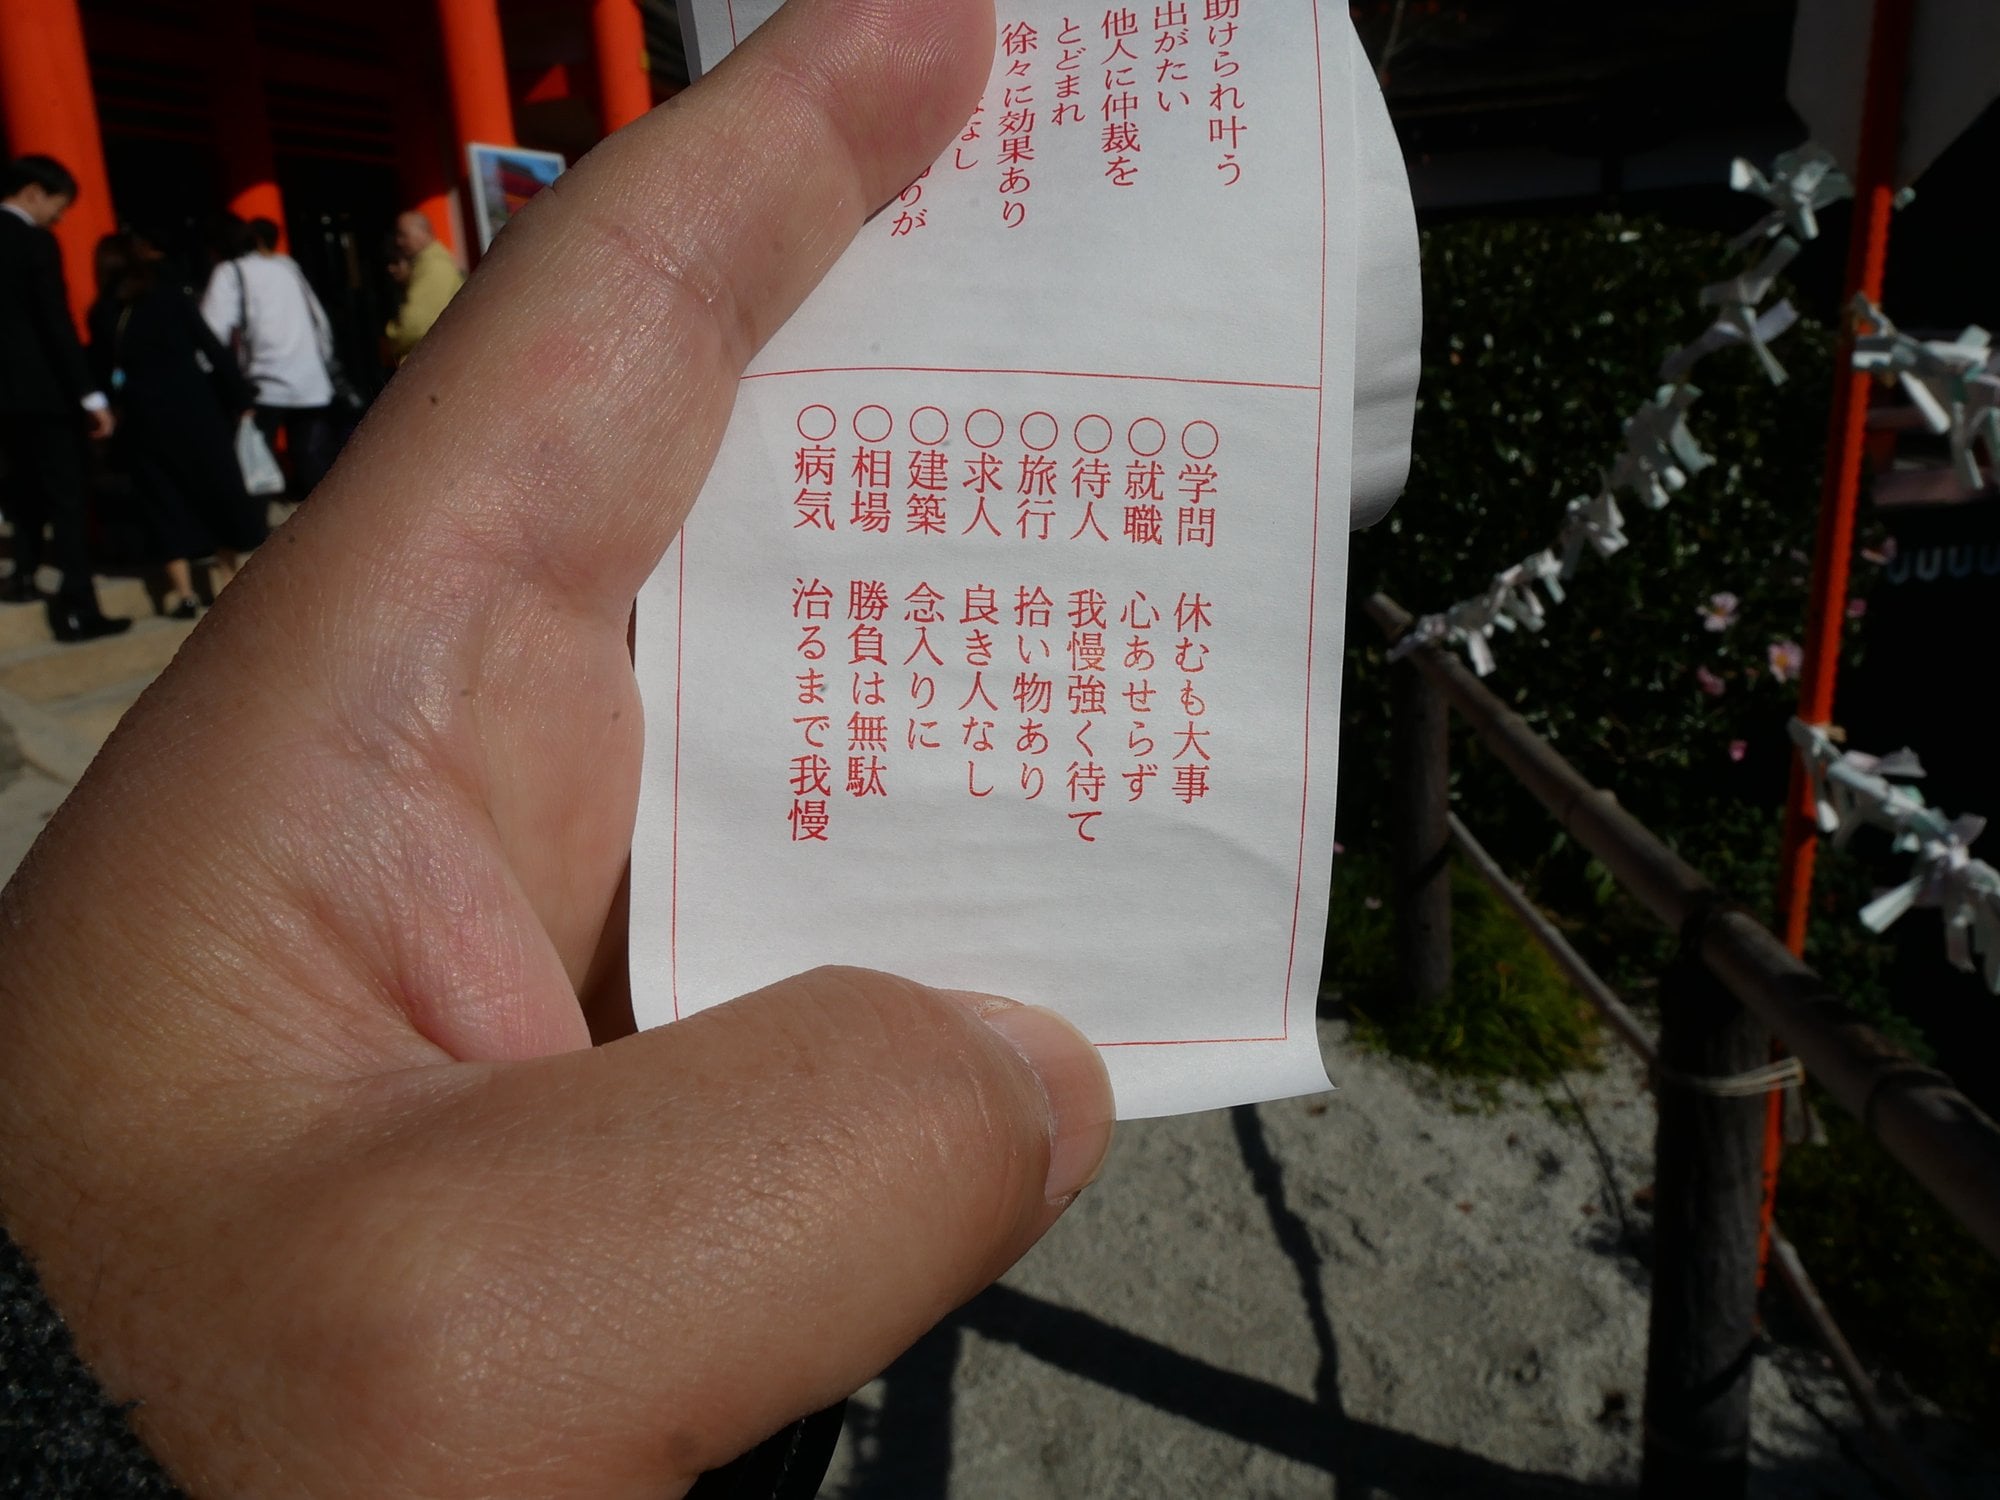 助けられ叶う
出がたい
他人に仲裁を
とどまれ
徐々に効果あり
なし
りが
○学問 休むも大事
○就職 心あせらず
○待人 我慢強く待て
○旅行 拾い物あり
○求人 良き人なし
○建築 念入りに
○相場 勝負は無駄
○病気 治るまで我慢